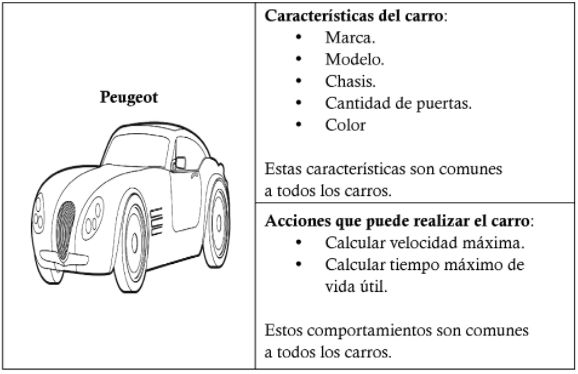 Peugeot
Características del carro:
• Marca.
• Modelo.
• Chasis.
• Cantidad de puertas.
• Color
Estas características son comunes
a todos los carros.
Acciones que puede realizar el carro:
• Calcular velocidad máxima.
• Calcular tiempo máximo de
vida útil.
Estos comportamientos son comunes
a todos los carros.